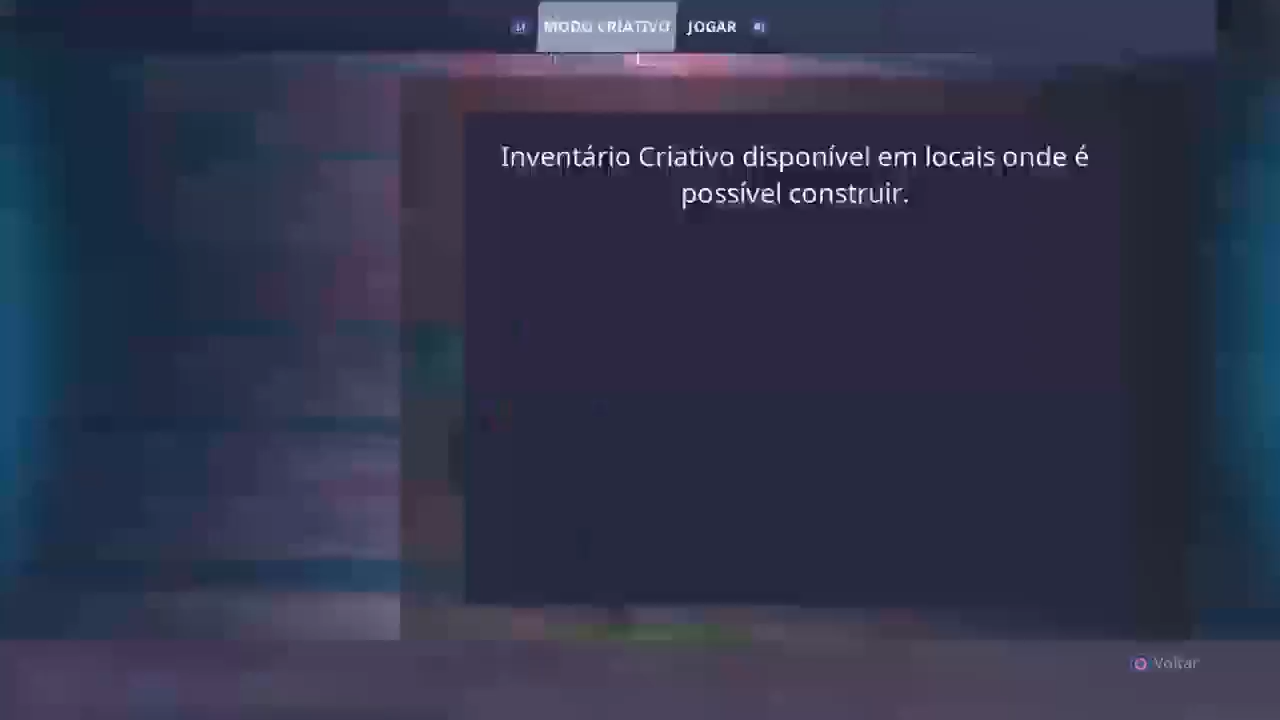 MODO CRIATIVO JOGAR
Inventário Criativo disponível em locais onde é
possível construir.
Voltar